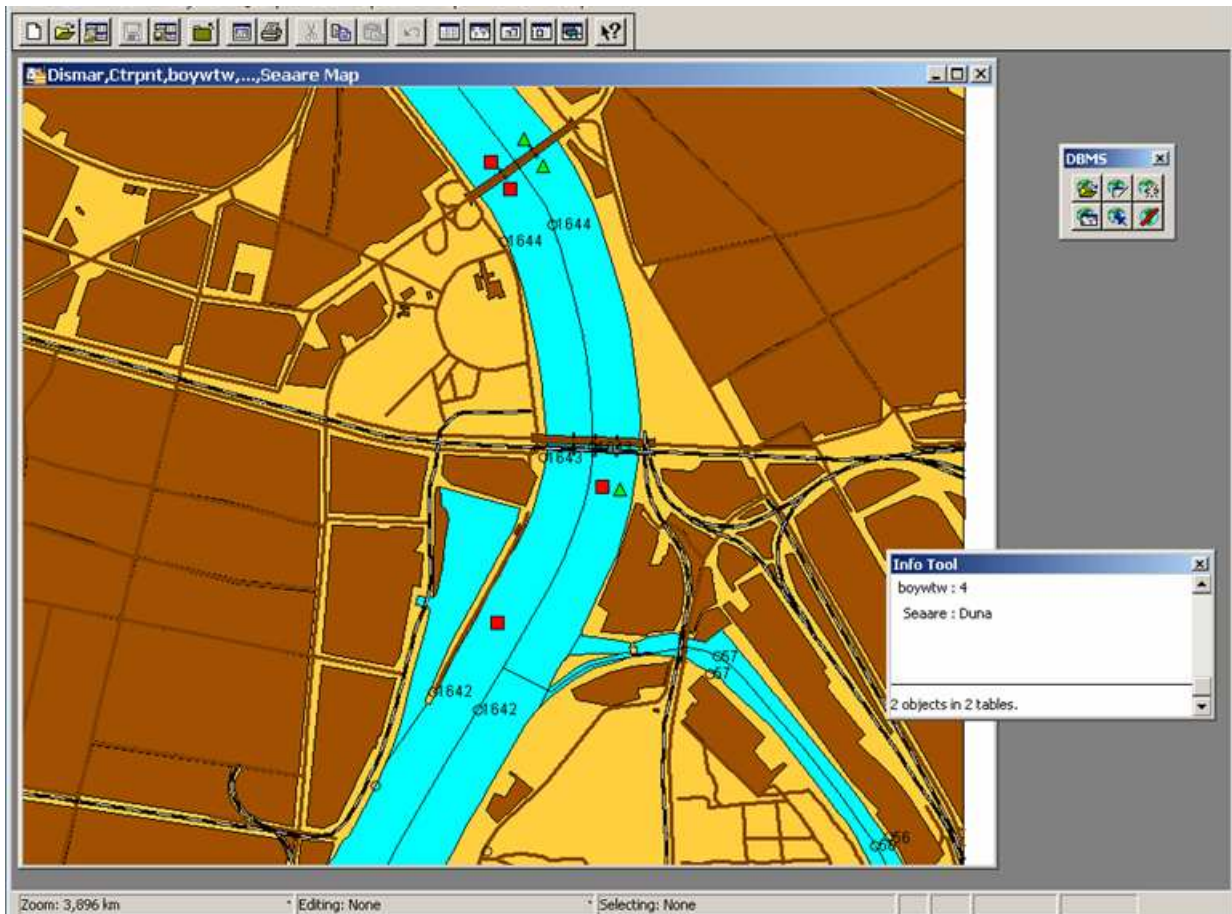 Dismar,Ctrpnt,boywtw,...,Seaare Map
DBMS
1644
1644
1643
Info Tool
boywtw : 4
Seaare : Duna
2 objects in 2 tables.
57
57
1642
1642
56
Zoom: 3,896 km
Editing: None
Selecting: None